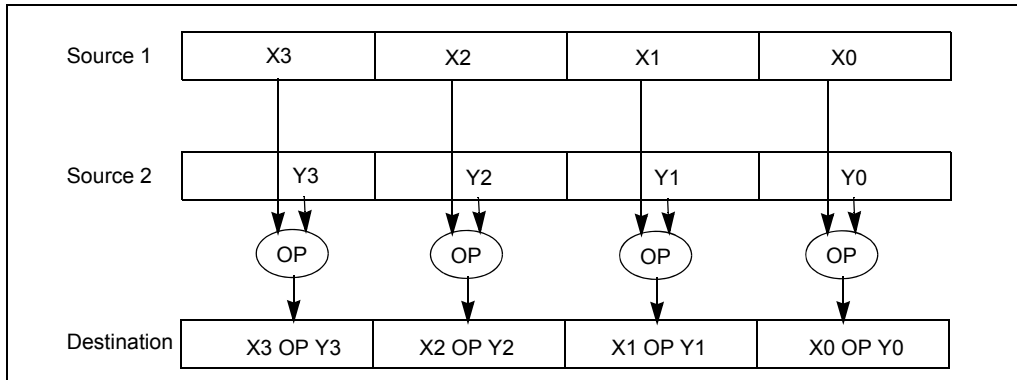 Source 1 X3 X2 X1 X0
Source 2 Y3 Y2 Y1 Y0
OP OP OP OP
Destination X3 OP Y3 X2 OP Y2 X1 OP Y1 X0 OP Y0